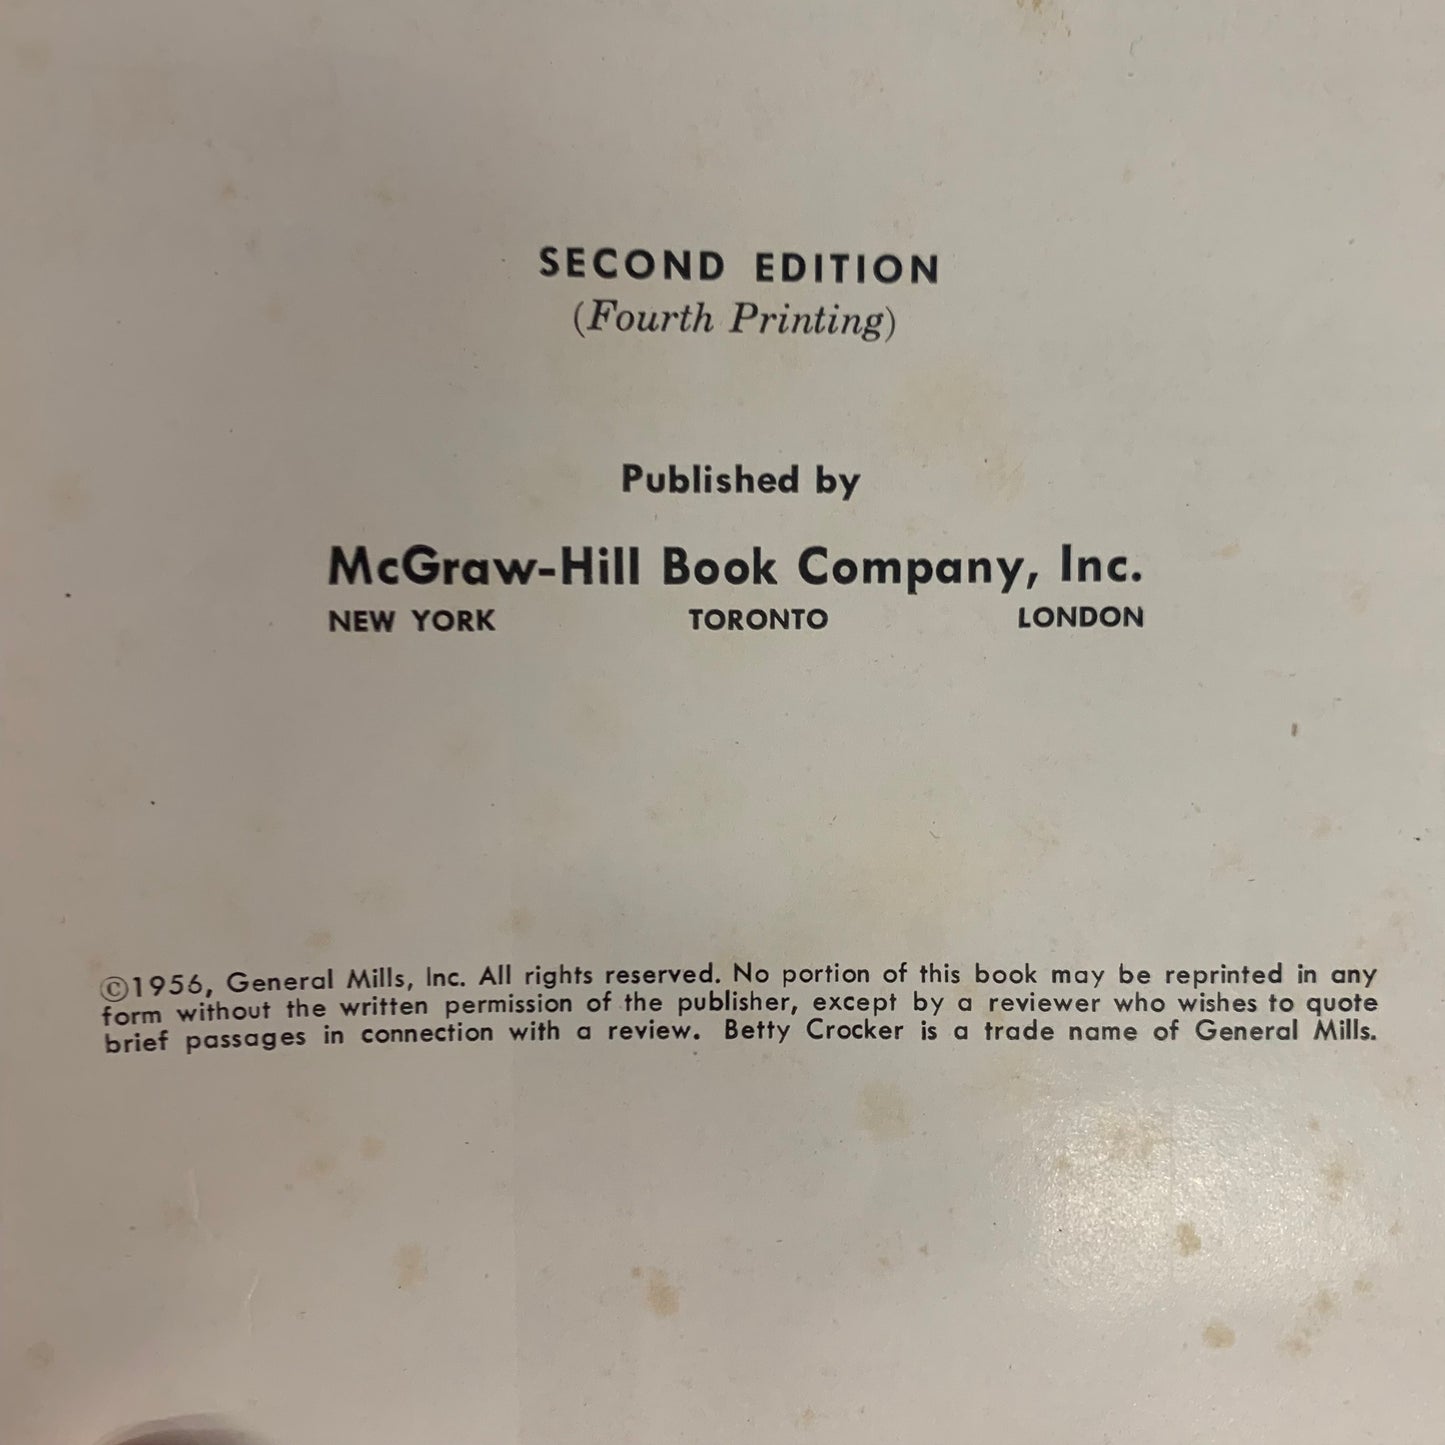 SECOND EDITION
(Fourth Printing)
Published by
McGraw-Hill Book Company, Inc.
NEW YORK TORONTO LONDON
©1956, General Mills, Inc. All rights reserved. No portion of this book may be reprinted in any
form without the written permission of the publisher, except by a reviewer who wishes to quote
brief passages in connection with a review. Betty Crocker is a trade name of General Mills.